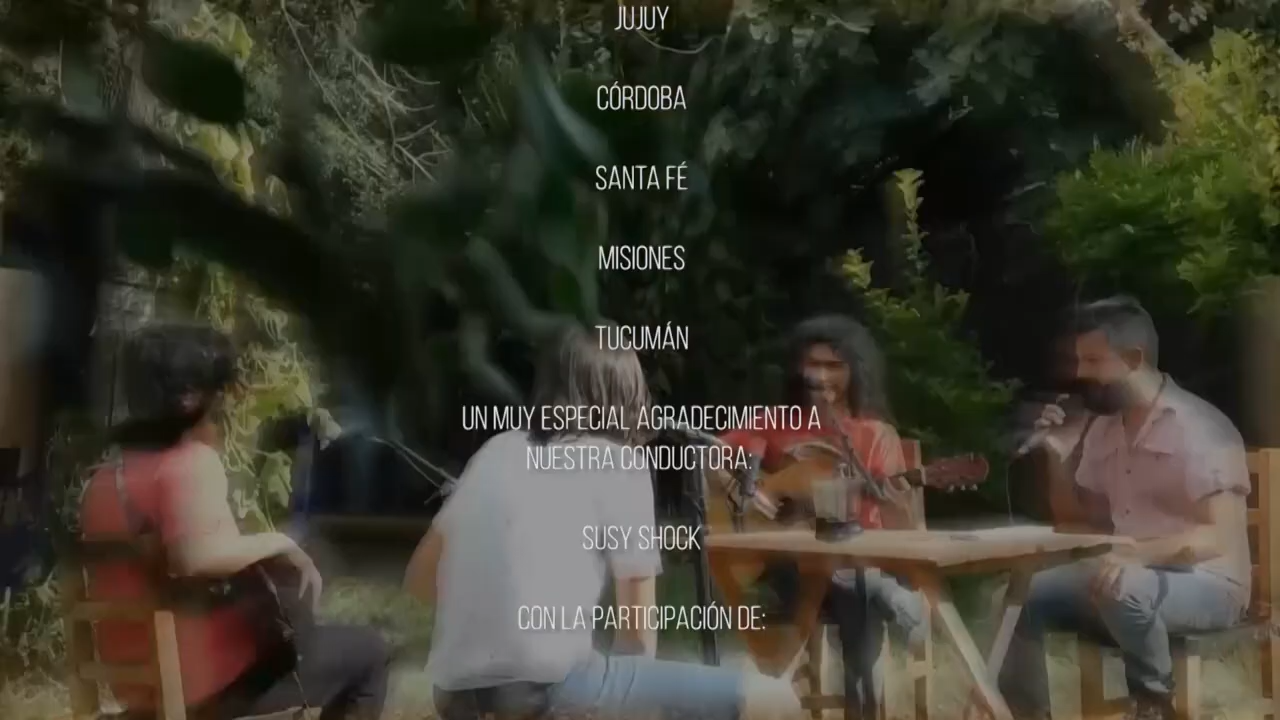 JUJUY
CÓRDOBA
SANTA FÉ
MISIONES
TUCUMÁN
UN MUY ESPECIAL AGRADECIMIENTO A
NUESTRA CONDUCTORA:
SUSY SHOCK
CON LA PARTICIPACIÓN DE: